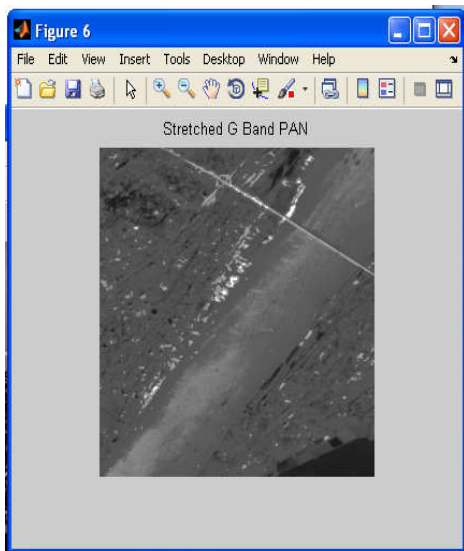 Figure 6
File Edit View Insert Tools Desktop Window Help
Stretched G Band PAN